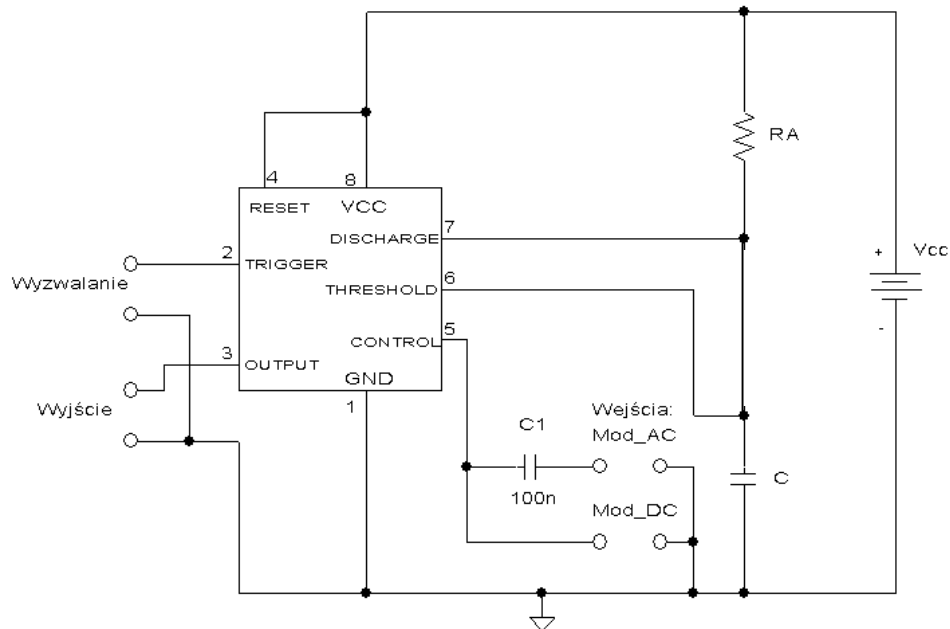 RA
4
8
RESET
VCC
7
DISCHARGE
2
TRIGGER
+
Vcc
6
Wyzwalanie
THRESHOLD
5
CONTROL
-
3
OUTPUT
GND
1
Wyjście
Wejścia:
C1
Mod_AC
C
100n
Mod_DC